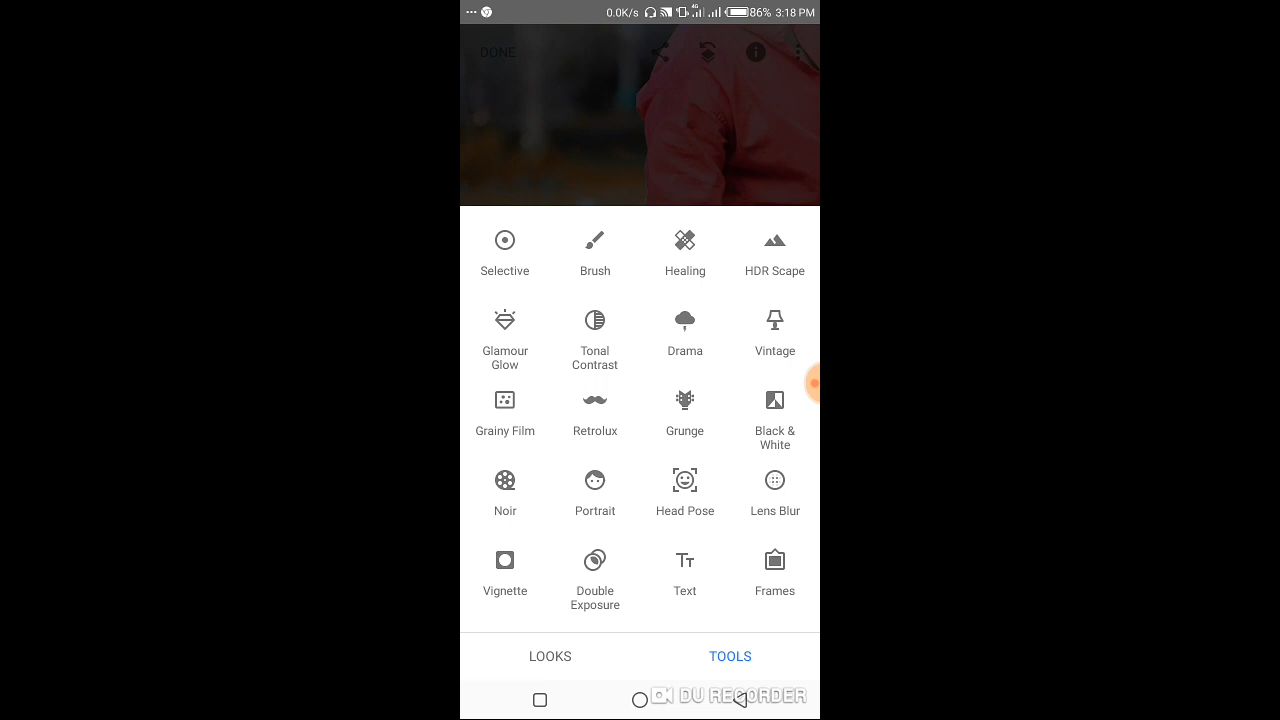 0.0K/s 4G 86% 3:18 PM
DONE
Selective Brush Healing HDR Scape
Glamour Glow Tonal Contrast Drama Vintage
Grainy Film Retrolux Grunge Black & White
Noir Portrait Head Pose Lens Blur
Vignette Double Exposure Text Frames
LOOKS TOOLS
DU RECORDER